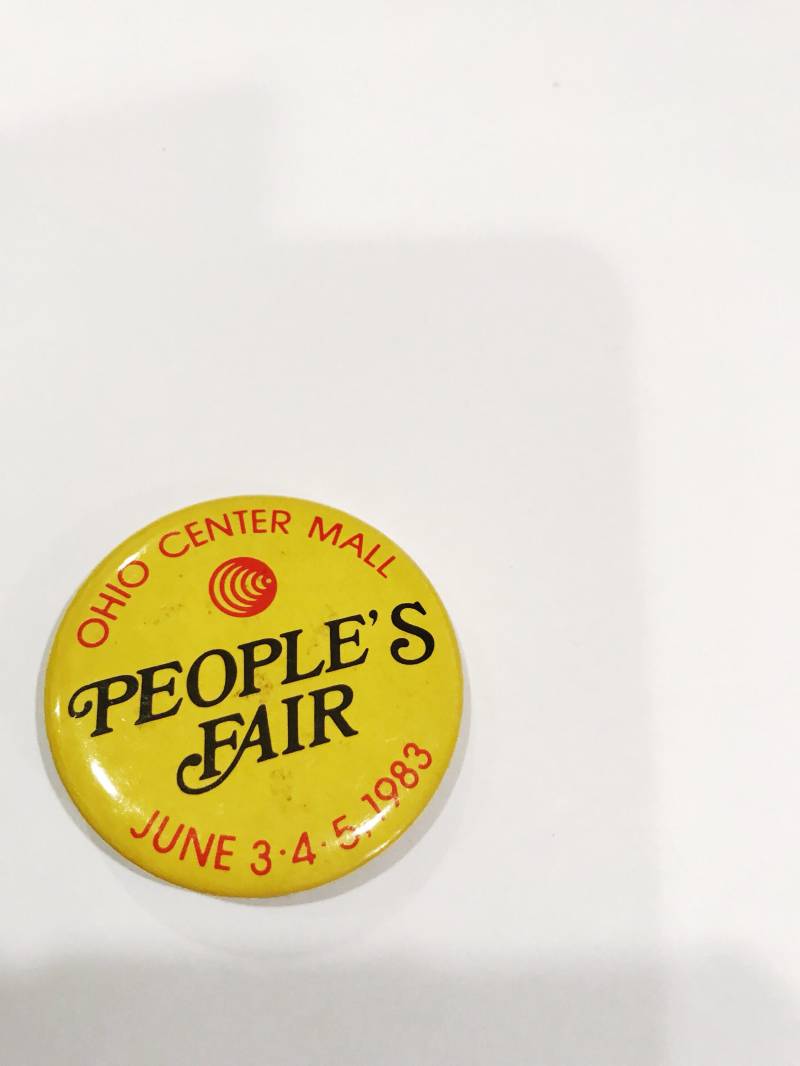 OHIO CENTER MALL
PEOPLE'S
FAIR
JUNE 3·4·5, 1983